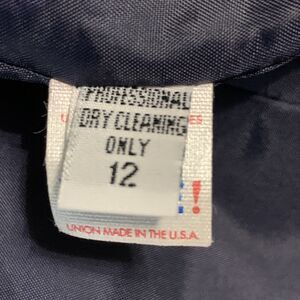 PROFESSIONAL
DRY CLEANING
ONLY
12
!
UNION MADE IN THE U.S.A.